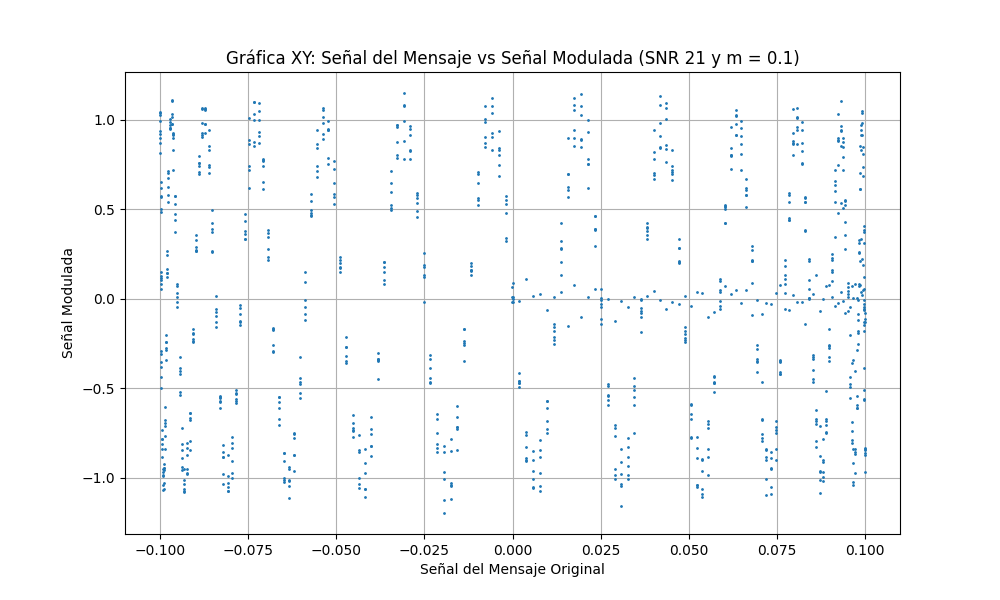 Gráfica XY: Señal del Mensaje vs Señal Modulada (SNR 21 y m = 0.1)
1.0
0.5
0.0
−0.5
−1.0
Señal Modulada
−0.100 −0.075 −0.050 −0.025 0.000 0.025 0.050 0.075 0.100
Señal del Mensaje Original